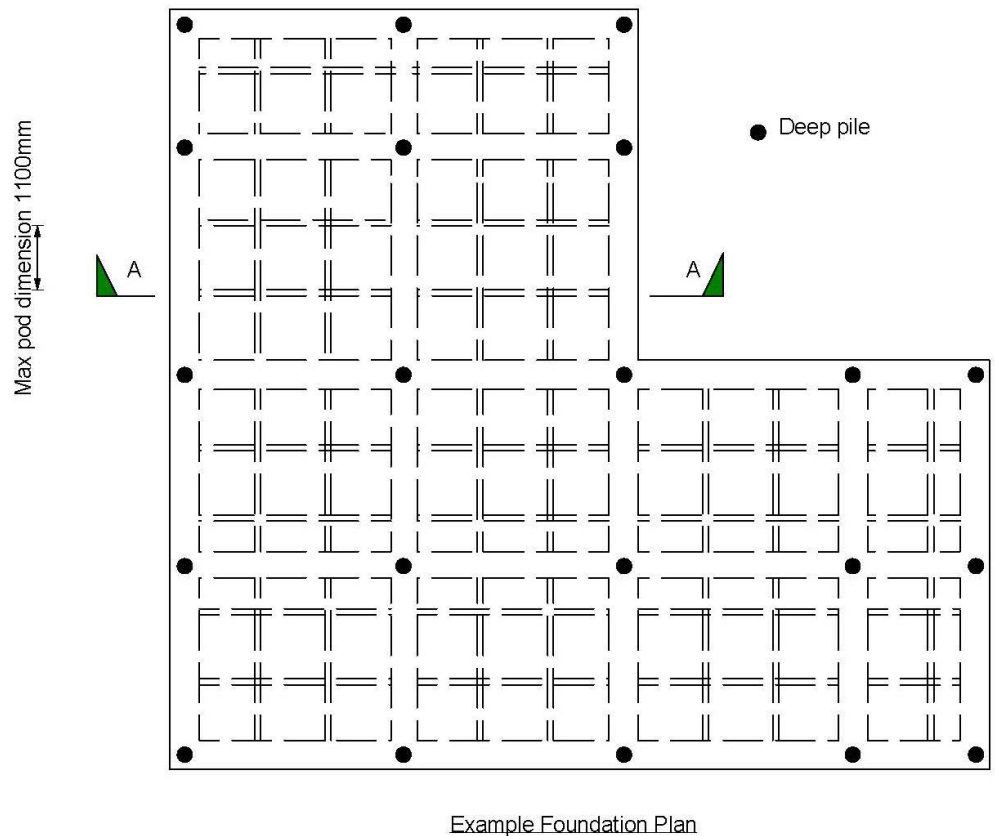 Deep pile
Max pod dimension 1100mm
A
A
Example Foundation Plan